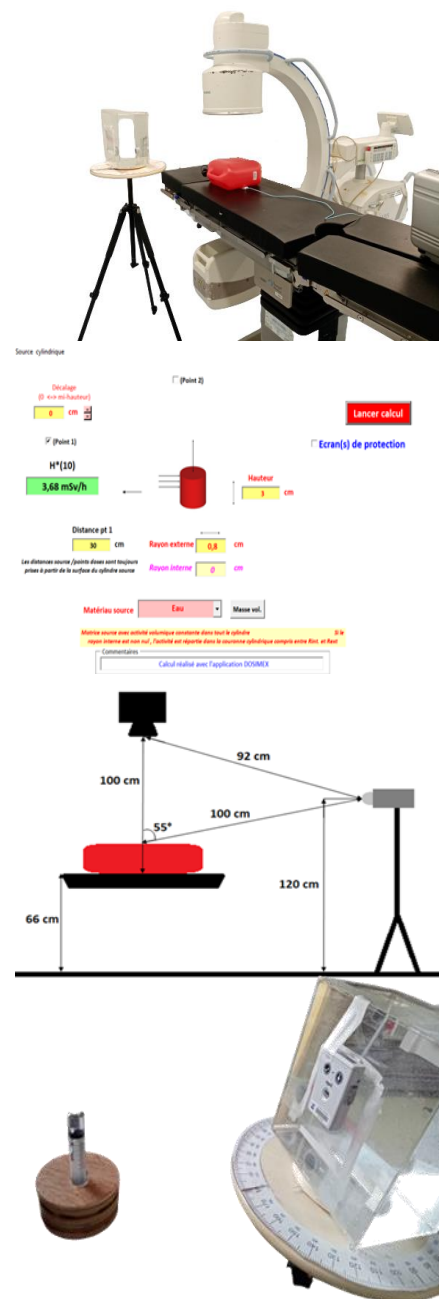 Source cylindrique
Décalage
(0 <-> mi-hauteur)
0 cm
(Point 2)
Lancer calcul
(Point 1)
Ecran(s) de protection
H*(10)
3,68 mSv/h
Hauteur
3 cm
Distance pt 1
30 cm
Rayon externe 0,8 cm
Les distances source /points doses sont toujours
prises à partir de la surface du cylindre source
Rayon interne 0 cm
Matériau source Eau Masse vol.
Matrice source avec activité volumique constante dans tout le cylindre Si le
rayon interne est non nul , l'activité est répartie dans la couronne cylindrique compris entre Rint. et Rext
Commentaires
Calcul réalisé avec l'application DOSIMEX
92 cm
100 cm
100 cm
55°
120 cm
66 cm